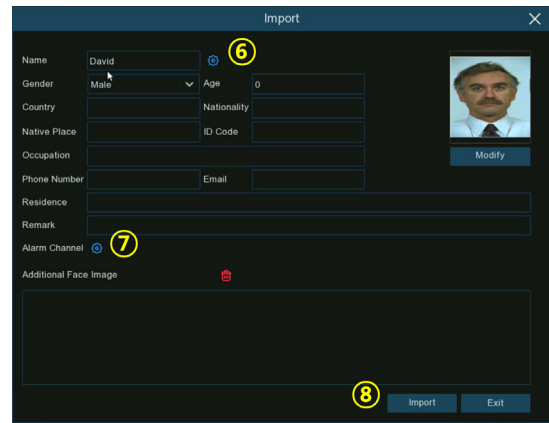 Import
Name David ⑥
Gender Male Age 0
Country Nationality
Native Place ID Code
Occupation Modify
Phone Number Email
Residence
Remark
Alarm Channel ⑦
Additional Face Image
⑧ Import Exit